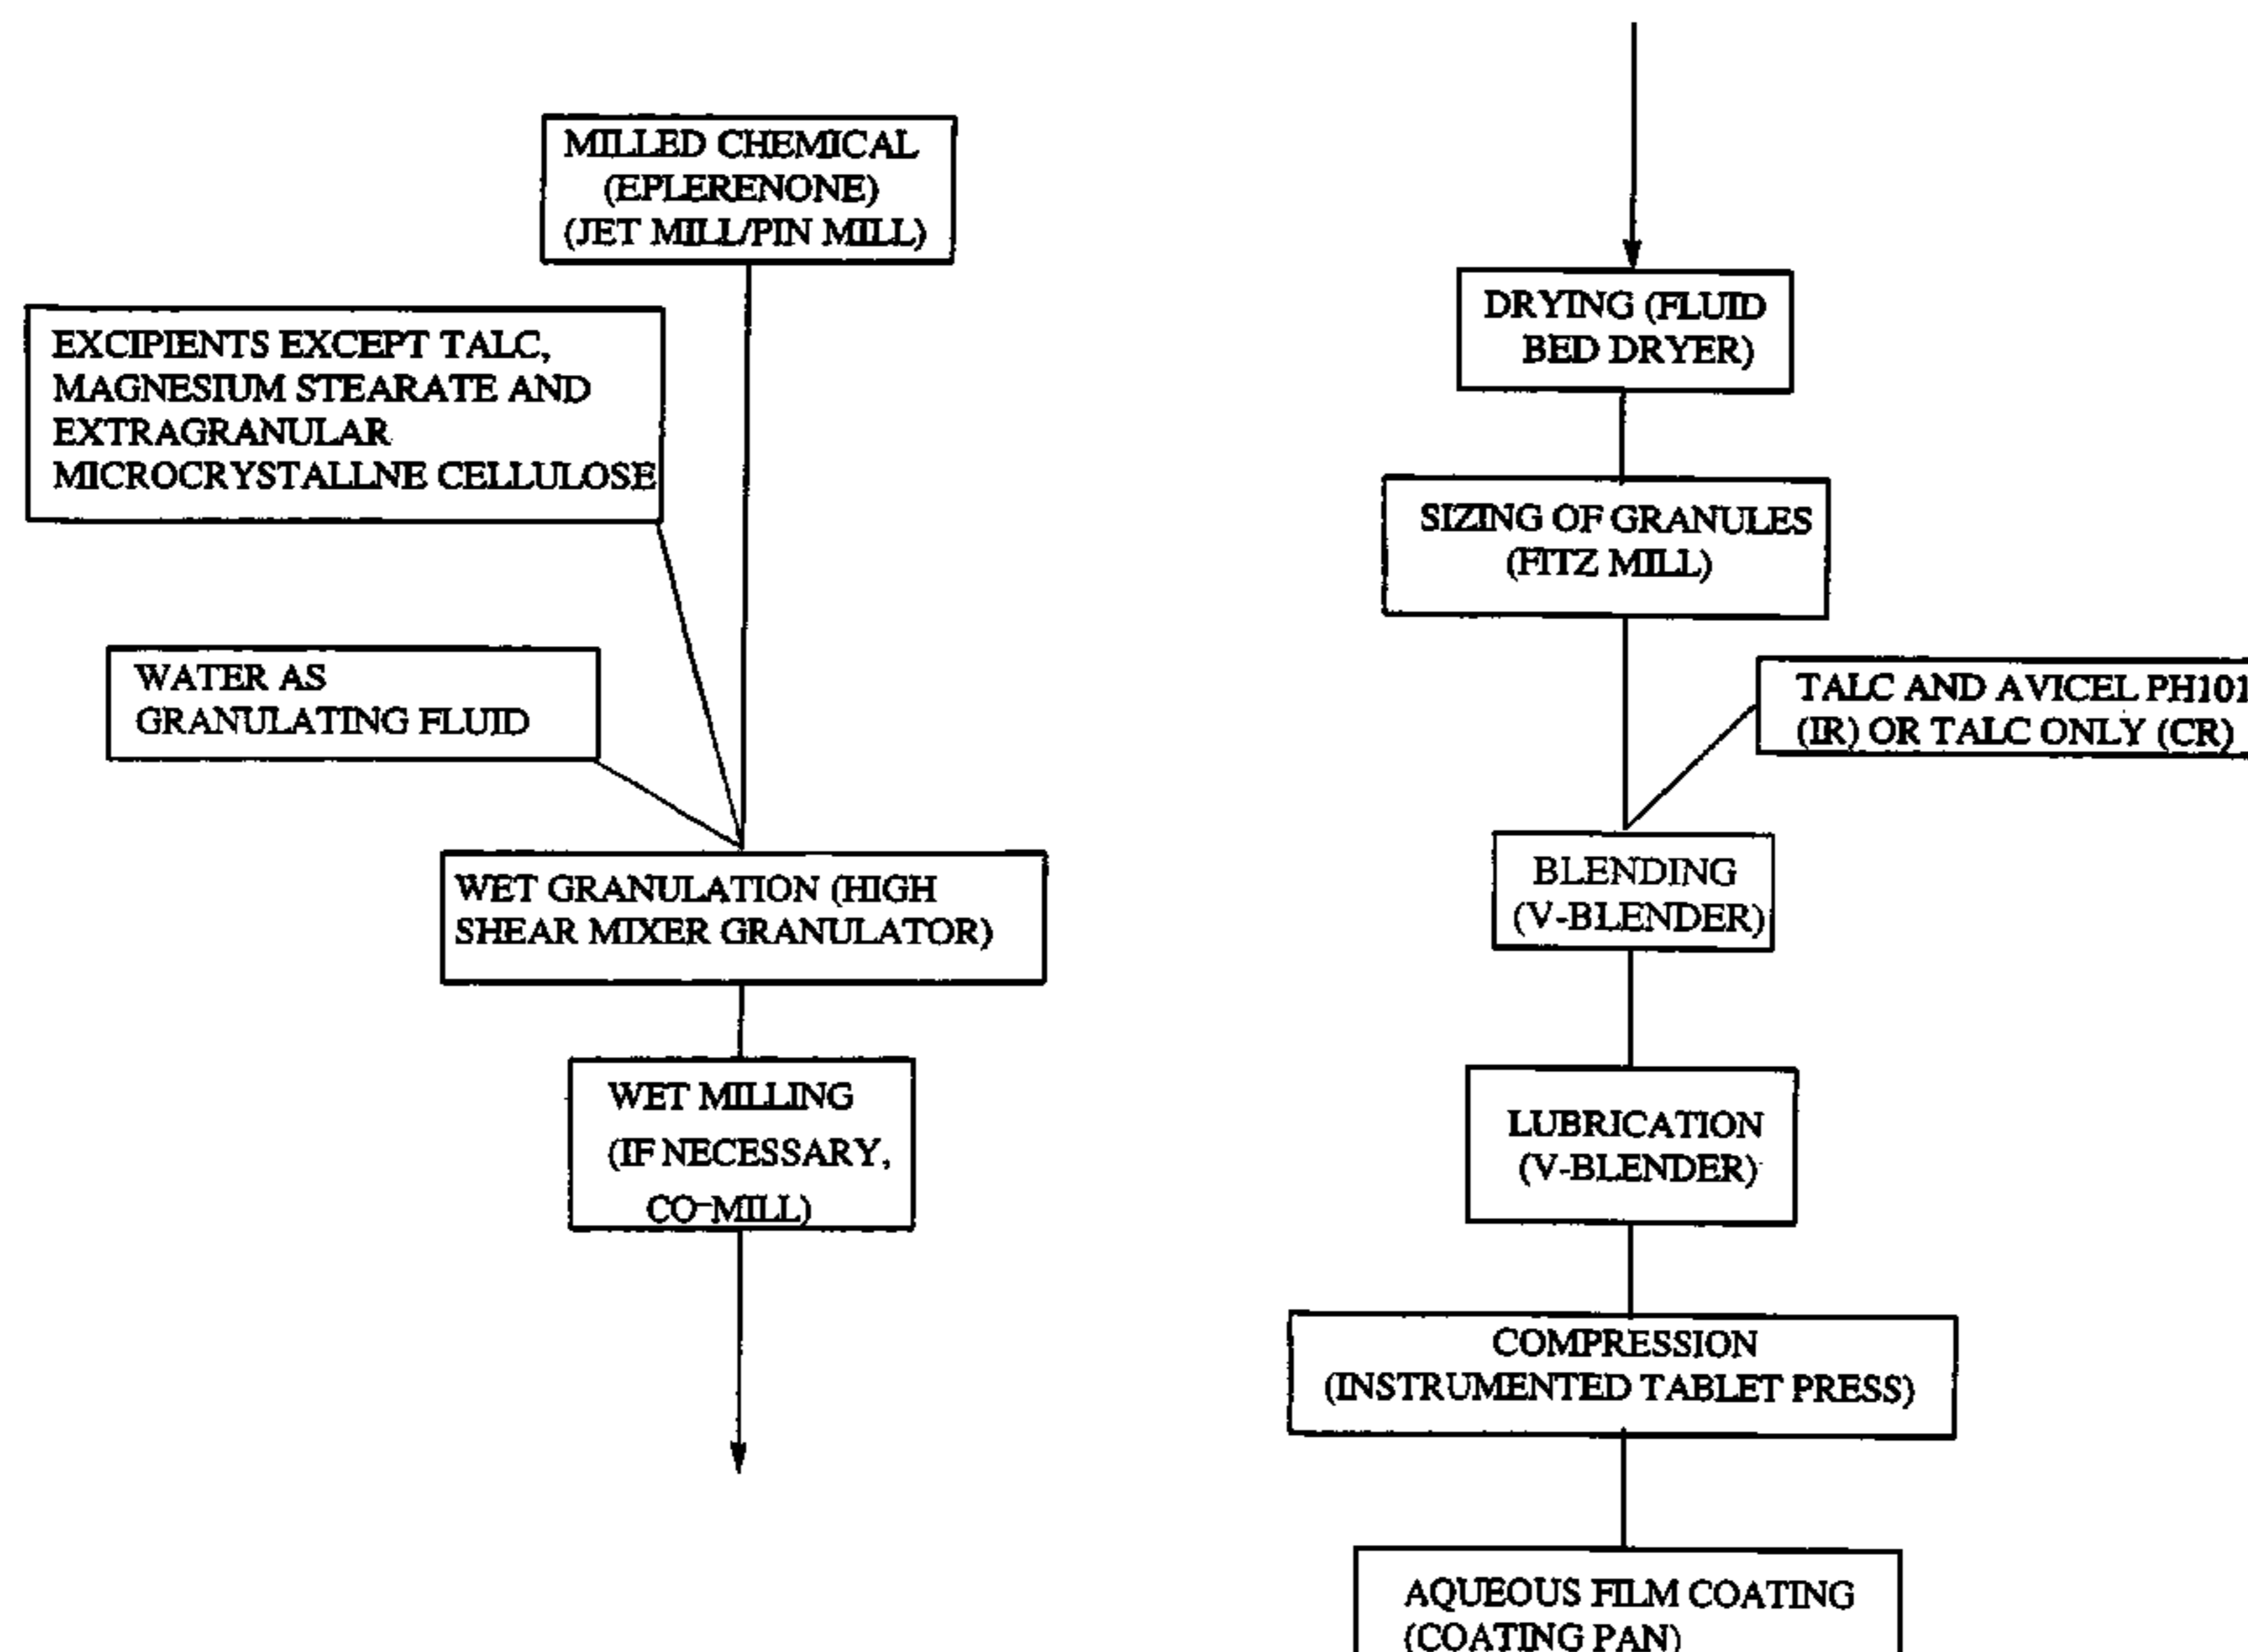 MILLED CHEMICAL
(EPLERENONE)
(JET MILL/PIN MILL)
EXCIPIENTS EXCEPT TALC,
MAGNESIUM STEARATE AND
EXTRAGRANULAR
MICROCRYSTALLNE CELLULOSE
WATER AS
GRANULATING FLUID
WET GRANULATION (HIGH
SHEAR MIXER GRANULATOR)
WET MILLING
(IF NECESSARY,
CO-MILL)
DRYING (FLUID
BED DRYER)
SIZING OF GRANULES
(FITZ MILL)
TALC AND AVICEL PH101
(IR) OR TALC ONLY (CR)
BLENDING
(V-BLENDER)
LUBRICATION
(V-BLENDER)
COMPRESSION
(INSTRUMENTED TABLET PRESS)
AQUEOUS FILM COATING
(COATING PAN)